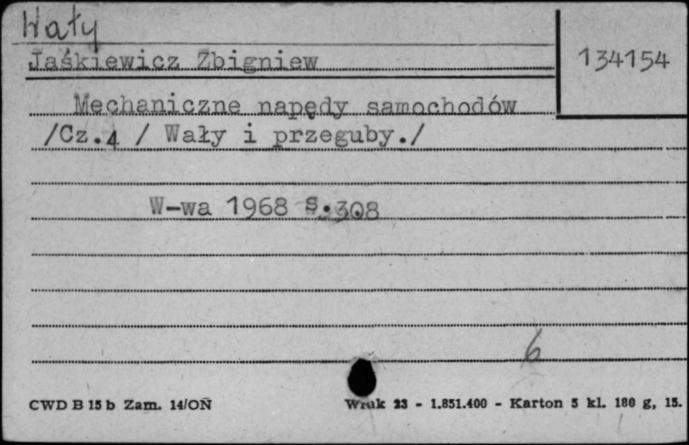 Wały
134154
Jaśkiewicz Zbigniew
Mechaniczne napędy samochodów
/Cz.4 / Wały i przeguby./
W-wa 1968 S.308
6
CWD B 15 b Zam. 14/OŃ
Wruk 23 - 1.851.400 - Karton 5 kl. 180 g, 15.